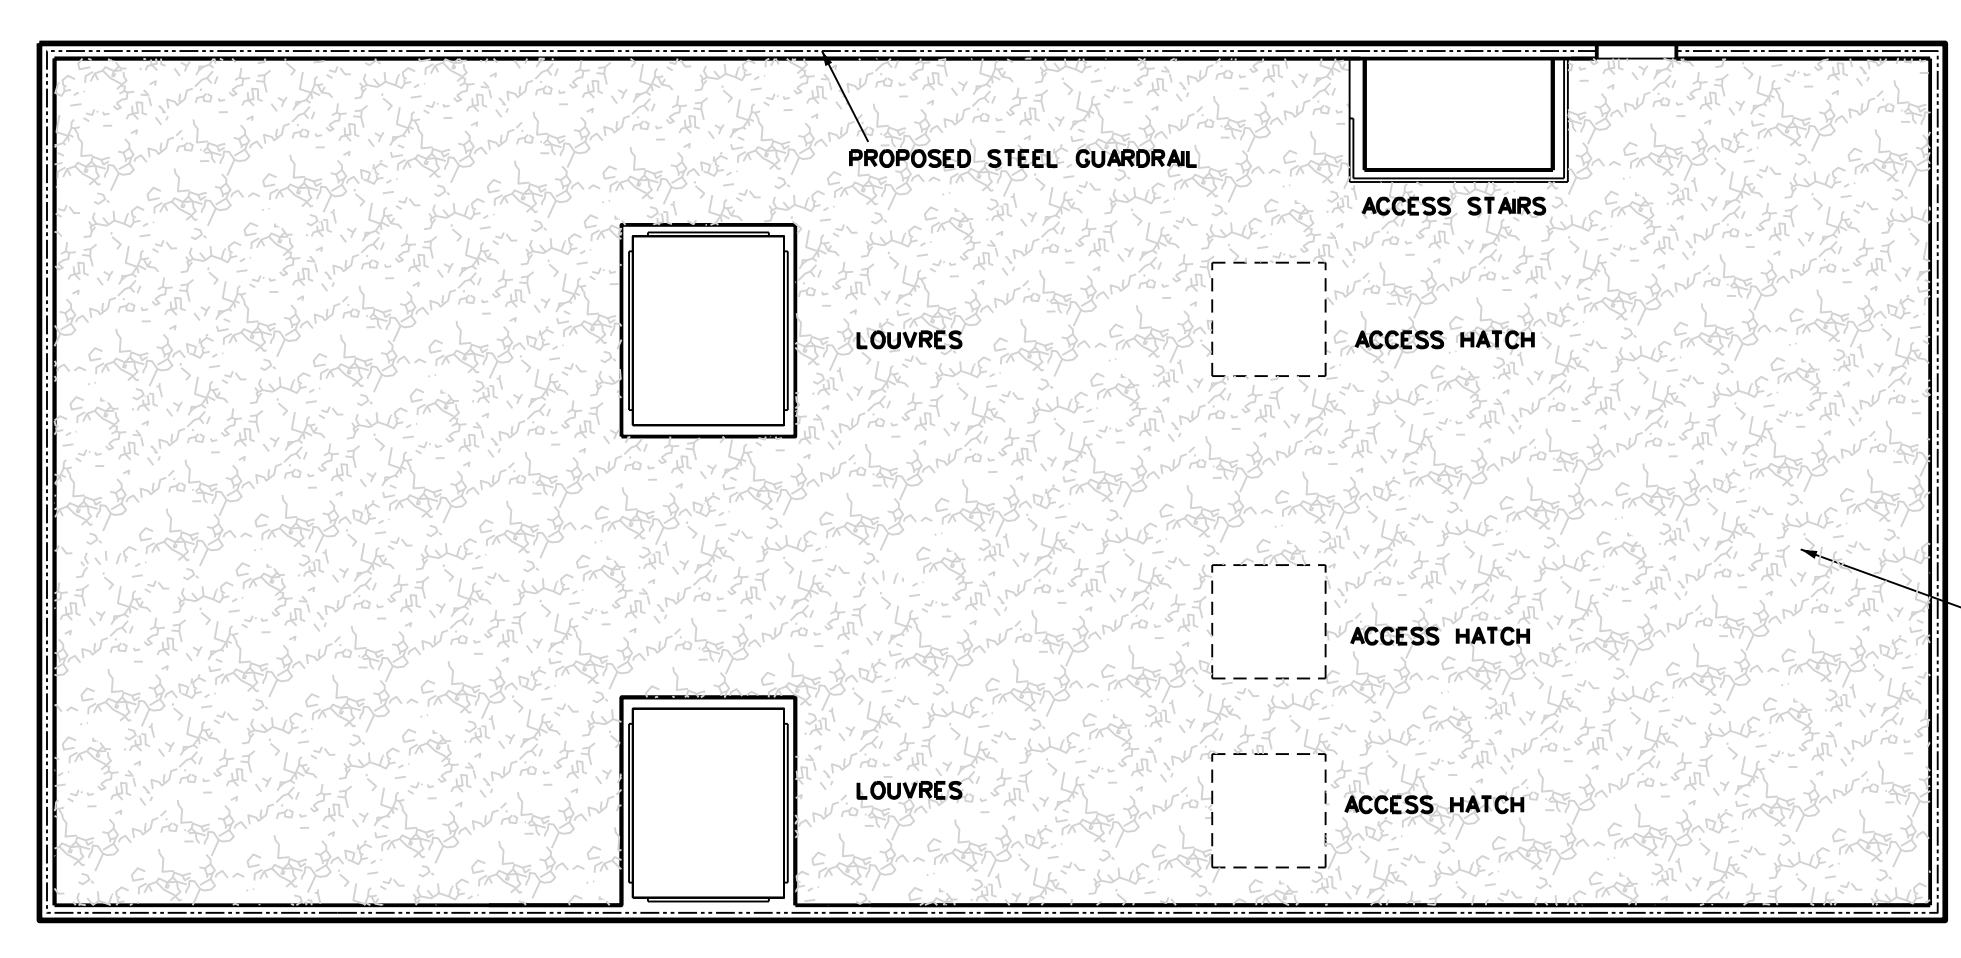 PROPOSED STEEL GUARDRAIL
ACCESS STAIRS
LOUVRES
ACCESS HATCH
ACCESS HATCH
LOUVRES
ACCESS HATCH